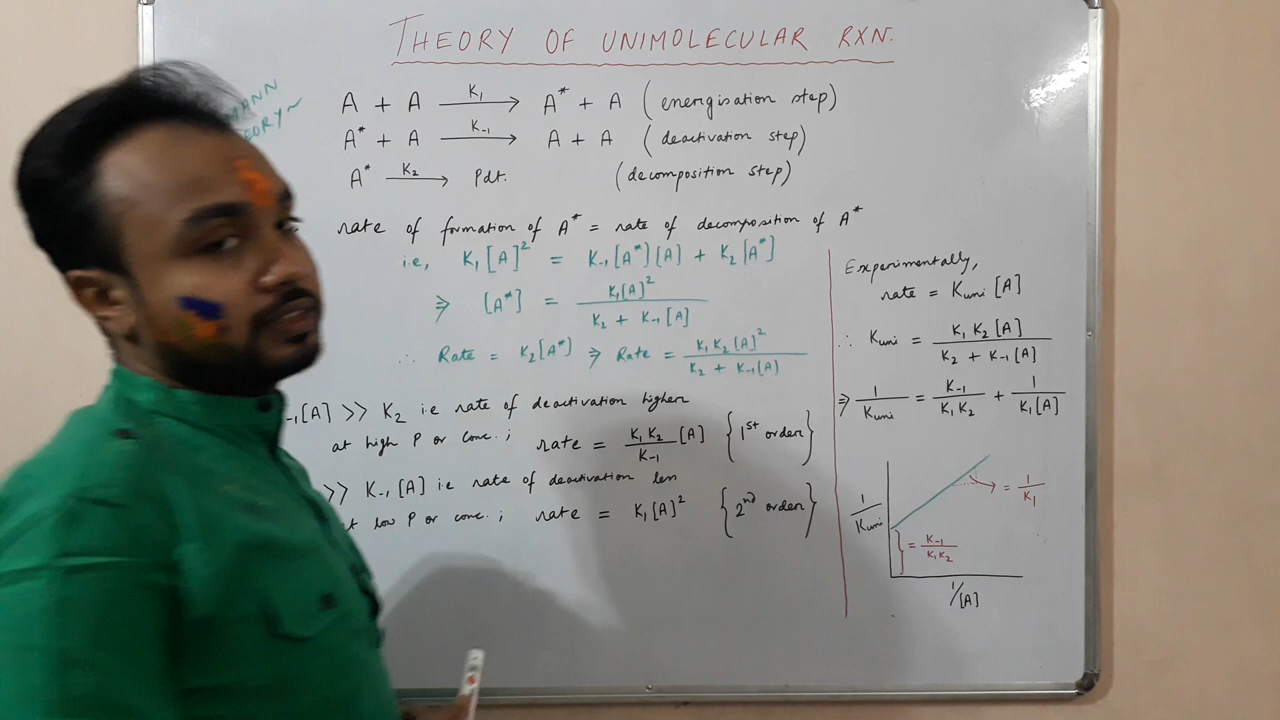 THEORY OF UNIMOLECULAR RXN.
MANN
EORY~
A + A —K₁→ A* + A (energisation step)
A* + A —K₋₁→ A + A (deactivation step)
A* —K₂→ Pdt. (decomposition step)
rate of formation of A* = rate of decomposition of A*
i.e, K₁[A]² = K₋₁[A*][A] + K₂[A*]
⇒ [A*] = K₁[A]² / K₂ + K₋₁[A]
∴ Rate = K₂[A*] ⇒ Rate = K₁K₂[A]² / K₂ + K₋₁[A]
₋₁[A] >> K₂ i.e rate of deactivation higher
at high P or conc.; rate = K₁K₂ / K₋₁ [A] {1st order}
>> K₋₁[A] i.e rate of deactivation less
at low P or conc.; rate = K₁[A]² {2nd order}
Experimentally,
rate = Kuni [A]
∴ Kuni = K₁K₂[A] / K₂ + K₋₁[A]
⇒ 1 / Kuni = K₋₁ / K₁K₂ + 1 / K₁[A]
1 / Kuni
= 1 / K₁
} = K₋₁ / K₁K₂
1/[A]